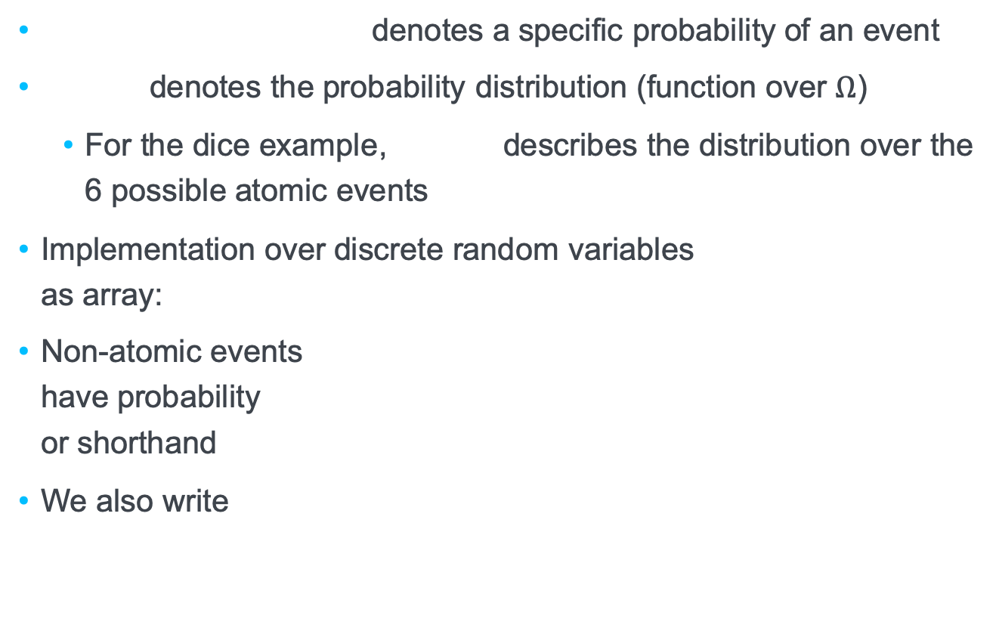 • denotes a specific probability of an event
• denotes the probability distribution (function over Ω)
• For the dice example, describes the distribution over the
6 possible atomic events
• Implementation over discrete random variables
as array:
• Non-atomic events
have probability
or shorthand
• We also write